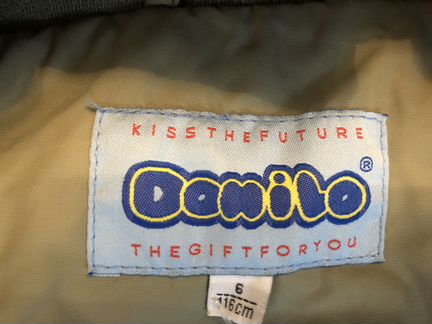 KISSTHEFUTURE
Danilo®
THEGIFTFORYOU
6
116cm